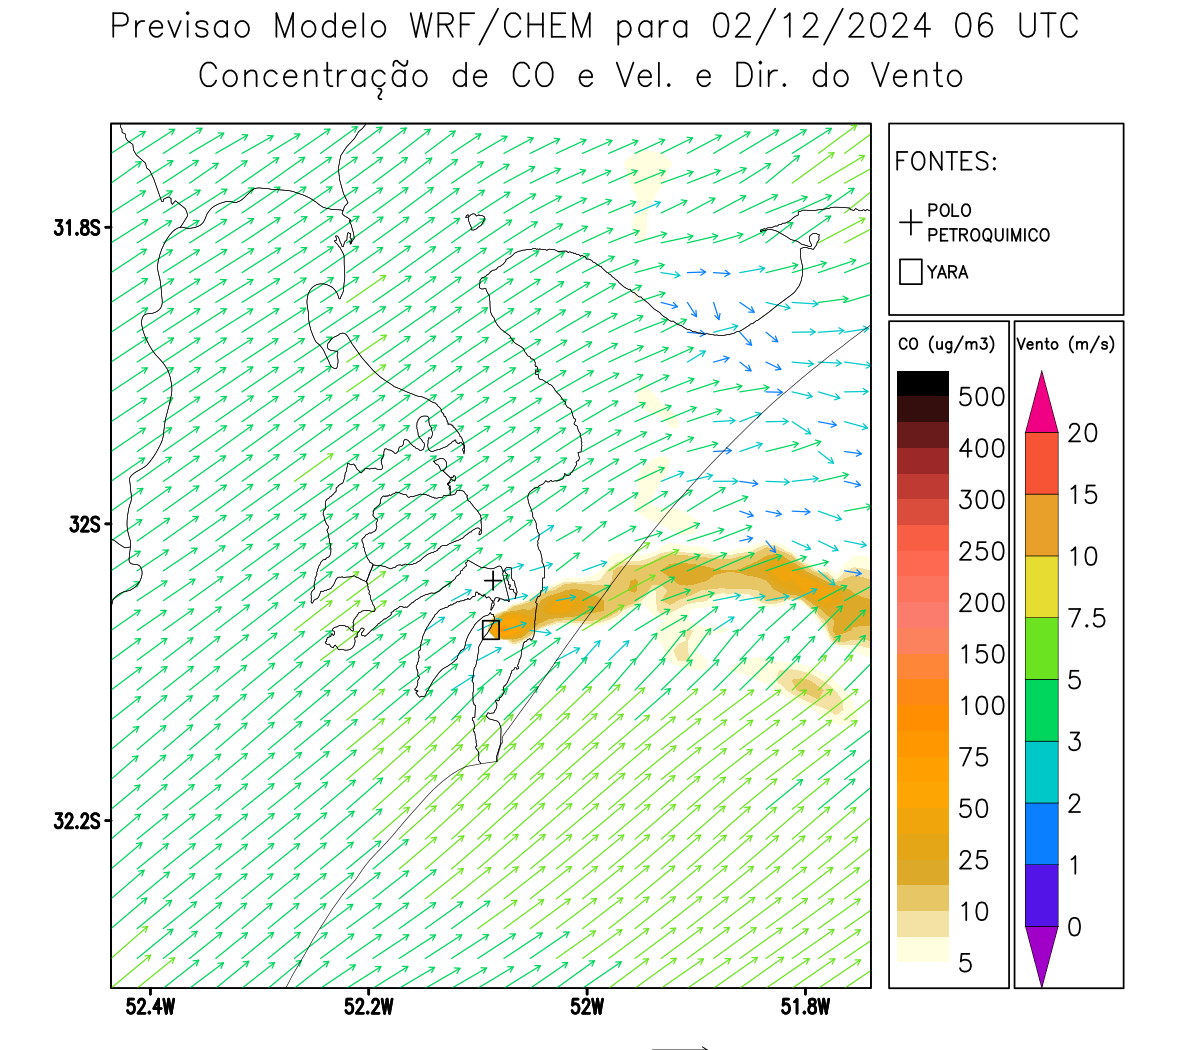 Previsao Modelo WRF/CHEM para 02/12/2024 06 UTC
Concentração de CO e Vel. e Dir. do Vento
FONTES:
POLO
PETROQUIMICO
YARA
CO (ug/m3)
500
400
300
250
200
150
100
75
50
25
10
5
Vento (m/s)
20
15
10
7.5
5
3
2
1
0
31.8S
32S
32.2S
52.4W 52.2W 52W 51.8W